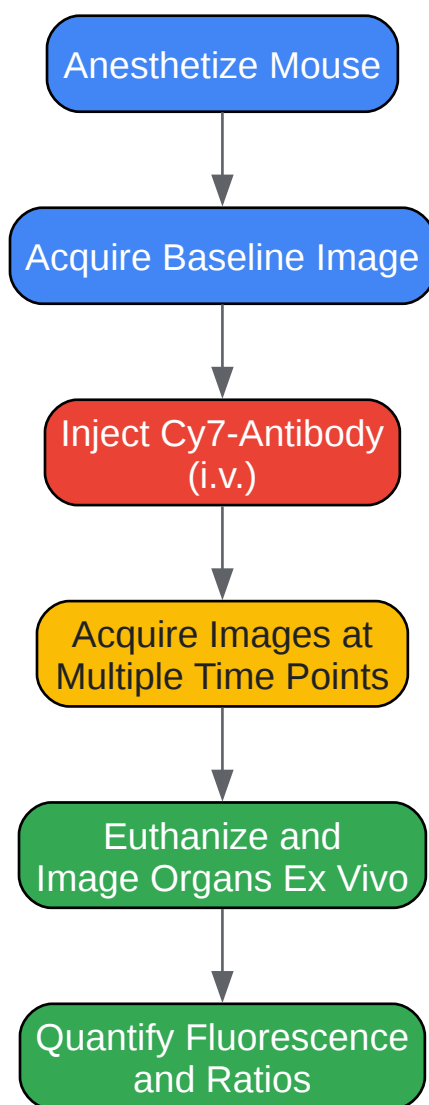 Anesthetize Mouse
Acquire Baseline Image
Inject Cy7-Antibody
(i.v.)
Acquire Images at
Multiple Time Points
Euthanize and
Image Organs Ex Vivo
Quantify Fluorescence
and Ratios